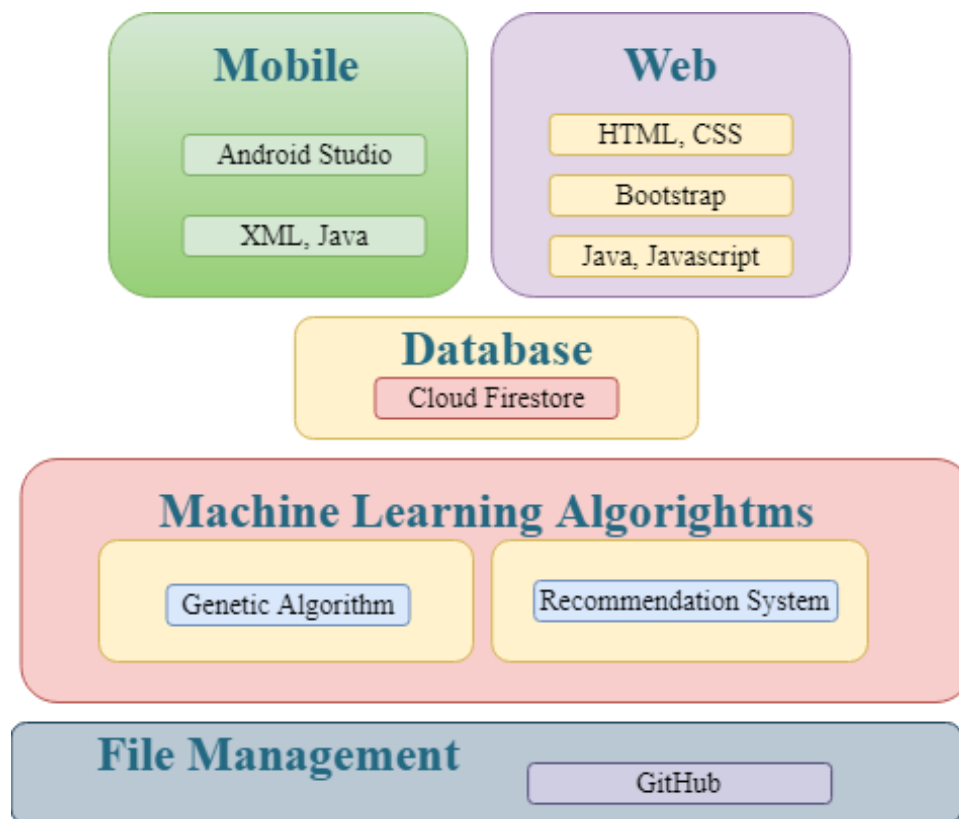 Mobile
Android Studio
XML, Java
Web
HTML, CSS
Bootstrap
Java, Javascript
Database
Cloud Firestore
Machine Learning Algorightms
Genetic Algorithm
Recommendation System
File Management
GitHub